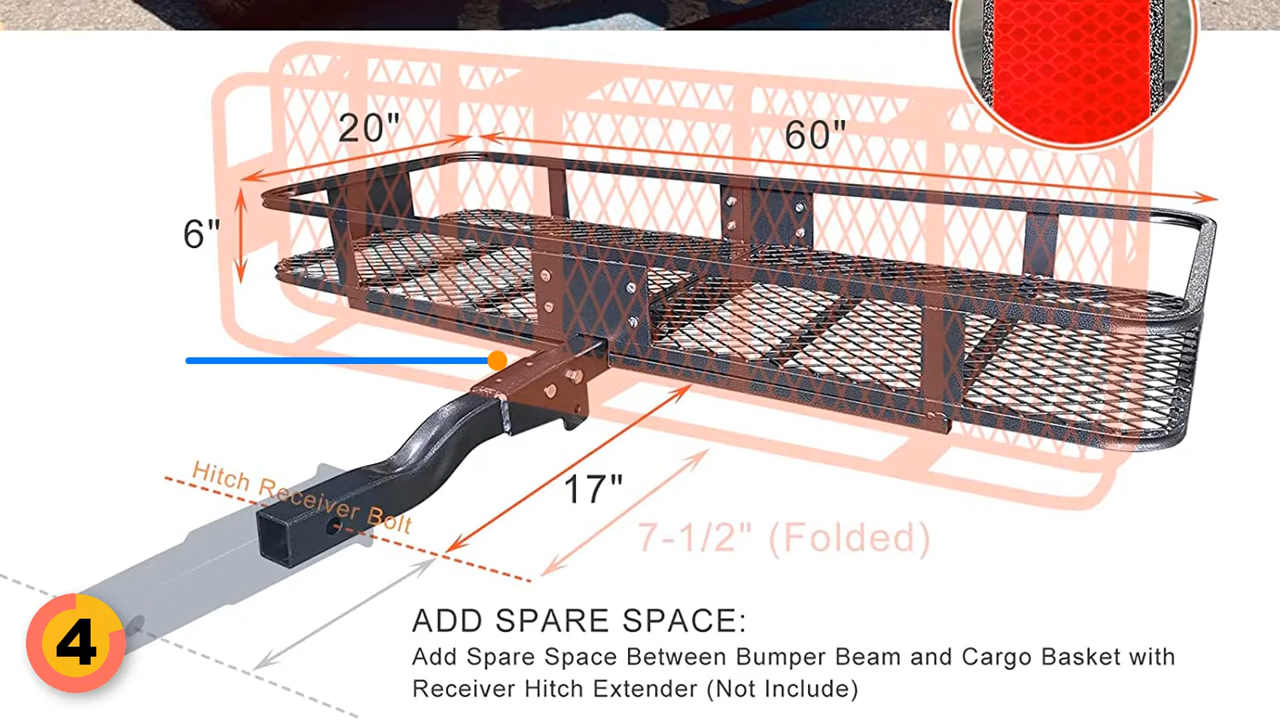 20"
60"
6"
Hitch Receiver Bolt
17"
7-1/2" (Folded)
ADD SPARE SPACE:
Add Spare Space Between Bumper Beam and Cargo Basket with
Receiver Hitch Extender (Not Include)
4